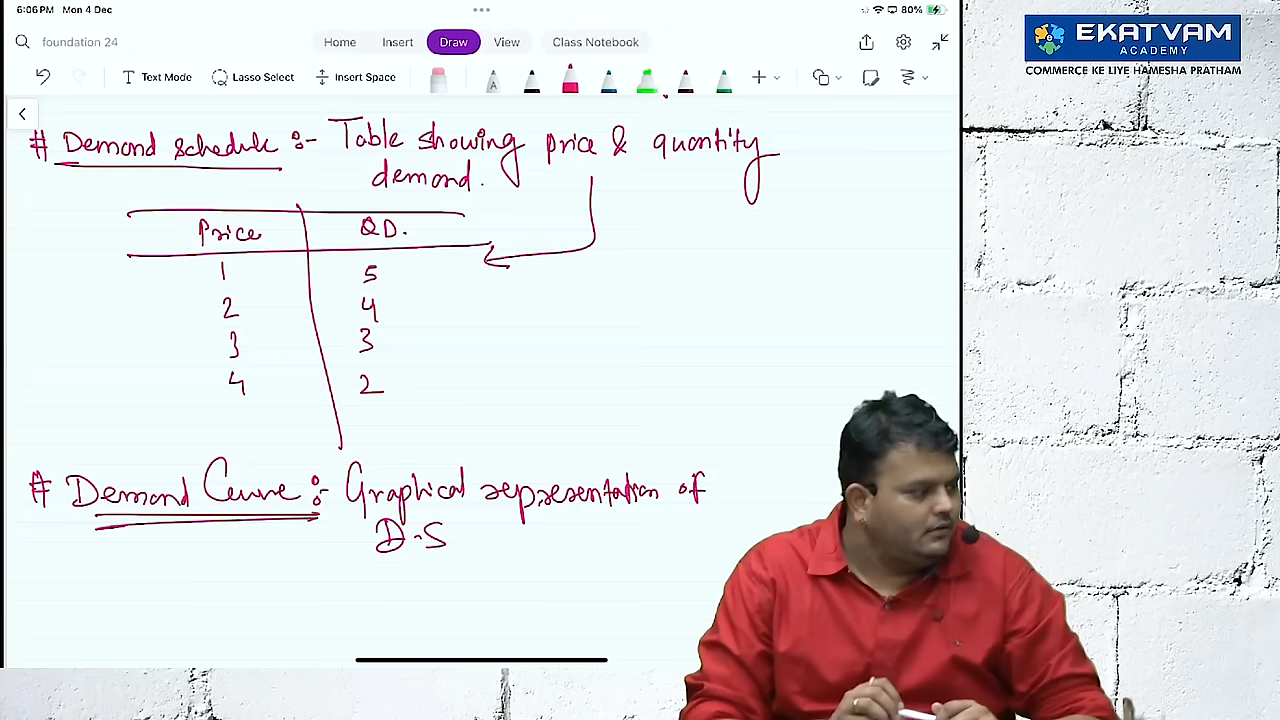 6:06 PM Mon 4 Dec
80%
foundation 24
Home Insert Draw View Class Notebook
Text Mode Lasso Select Insert Space
EKATVAM
ACADEMY
COMMERCE KE LIYE HAMESHA PRATHAM
# Demand schedule :- Table showing price & quantity
demand.
Price QD.
1 5
2 4
3 3
4 2
# Demand Curve :- Graphical representation of
D.S